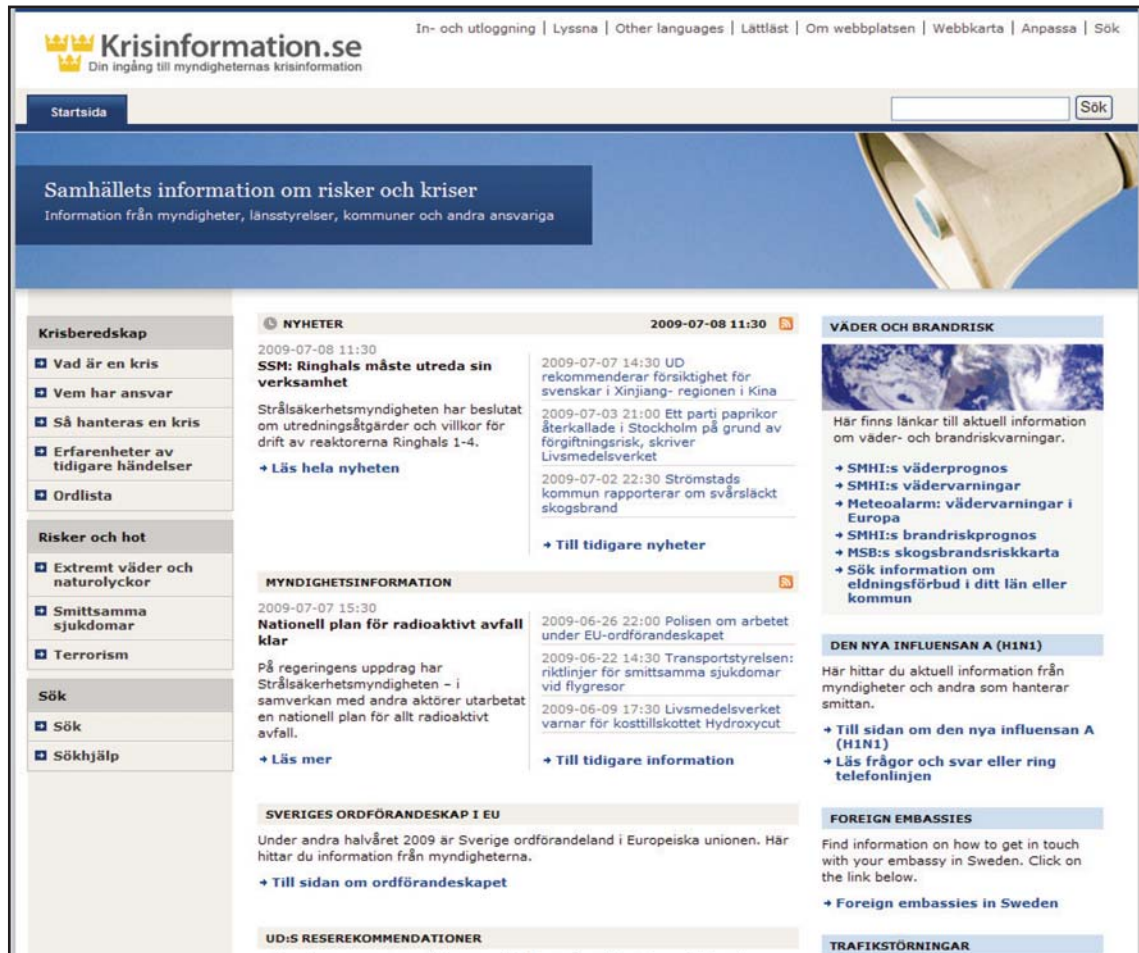 In- och utloggning | Lyssna | Other languages | Lättläst | Om webbplatsen | Webbkarta | Anpassa | Sök
Krisinformation.se
Din ingång till myndigheternas krisinformation
Startsida
Sök
Samhällets information om risker och kriser
Information från myndigheter, länsstyrelser, kommuner och andra ansvariga
Krisberedskap
Vad är en kris
Vem har ansvar
Så hanteras en kris
Erfarenheter av
tidigare händelser
Ordlista
Risker och hot
Extremt väder och
naturolyckor
Smittsamma
sjukdomar
Terrorism
Sök
Sök
Sökhjälp
NYHETER 2009-07-08 11:30
2009-07-08 11:30
SSM: Ringhals måste utreda sin
verksamhet
Strålsäkerhetsmyndigheten har beslutat
om utredningsåtgärder och villkor för
drift av reaktorerna Ringhals 1-4.
Läs hela nyheten
2009-07-07 14:30 UD
rekommenderar försiktighet för
svenskar i Xinjiang- regionen i Kina
2009-07-03 21:00 Ett parti paprikor
återkallade i Stockholm på grund av
förgiftningsrisk, skriver
Livsmedelsverket
2009-07-02 22:30 Strömstads
kommun rapporterar om svårsläckt
skogsbrand
Till tidigare nyheter
MYNDIGHETSINFORMATION
2009-07-07 15:30
Nationell plan för radioaktivt avfall
klar
På regeringens uppdrag har
Strålsäkerhetsmyndigheten – i
samverkan med andra aktörer utarbetat
en nationell plan för allt radioaktivt
avfall.
Läs mer
2009-06-26 22:00 Polisen om arbetet
under EU-ordförandeskapet
2009-06-22 14:30 Transportstyrelsen:
riktlinjer för smittsamma sjukdomar
vid flygresor
2009-06-09 17:30 Livsmedelsverket
varnar för kosttillskottet Hydroxycut
Till tidigare information
SVERIGES ORDFÖRANDESKAP I EU
Under andra halvåret 2009 är Sverige ordförandeland i Europeiska unionen. Här
hittar du information från myndigheterna.
Till sidan om ordförandeskapet
UD:S RESEREKOMMENDATIONER
VÄDER OCH BRANDRISK
Här finns länkar till aktuell information
om väder- och brandriskvarningar.
SMHI:s väderprognos
SMHI:s vädervarningar
Meteoalarm: vädervarningar i
Europa
SMHI:s brandriskprognos
MSB:s skogsbrandsriskkarta
Sök information om
eldningsförbud i ditt län eller
kommun
DEN NYA INFLUENSAN A (H1N1)
Här hittar du aktuell information från
myndigheter och andra som hanterar
smittan.
Till sidan om den nya influensan A
(H1N1)
Läs frågor och svar eller ring
telefonlinjen
FOREIGN EMBASSIES
Find information on how to get in touch
with your embassy in Sweden. Click on
the link below.
Foreign embassies in Sweden
TRAFIKSTÖRNINGAR